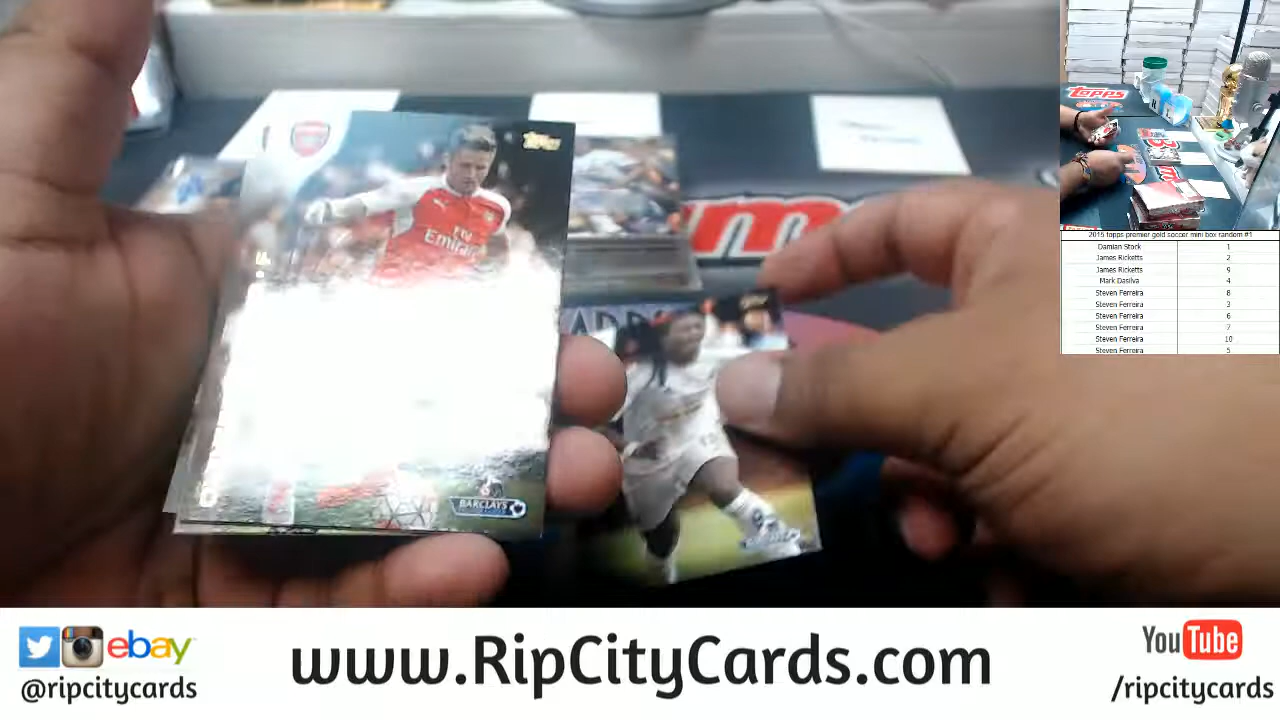 Topps
Fly
Emirates
BARCLAYS
topps
2015 topps premier gold soccer mini box random #1
Damian Stock 1
James Ricketts 2
James Ricketts 9
Mark Dasilva 4
Steven Ferreira 8
Steven Ferreira 3
Steven Ferreira 6
Steven Ferreira 7
Steven Ferreira 10
Steven Ferreira 5
ebay
@ripcitycards
www.RipCityCards.com
YouTube
/ripcitycards